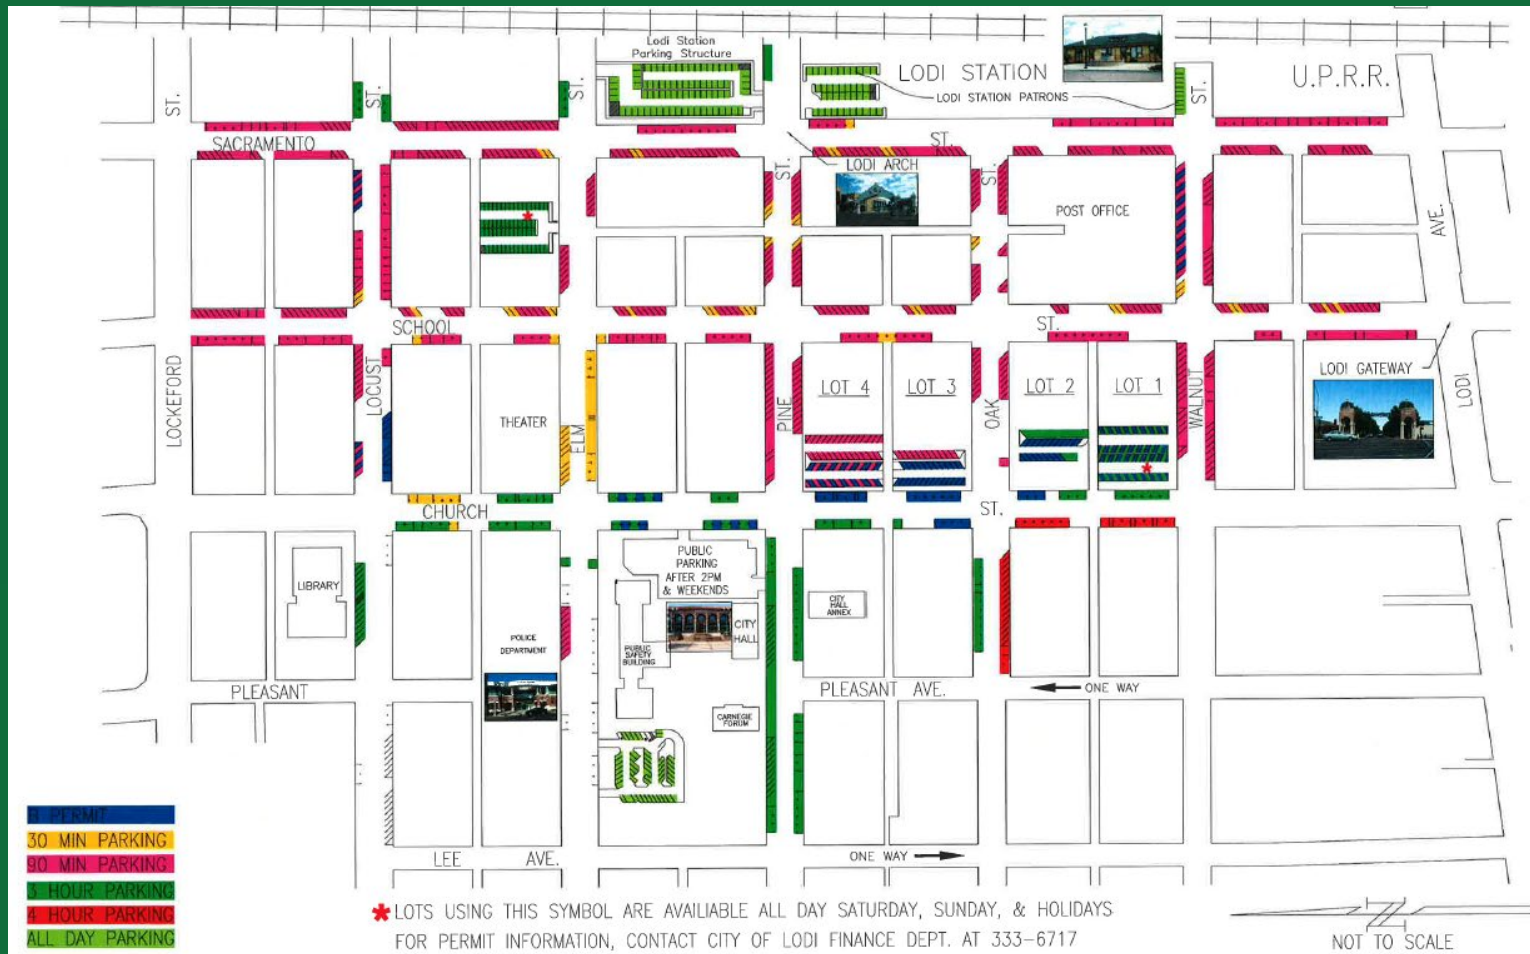 Lodi Station
Parking Structure
LODI STATION
LODI STATION PATRONS
U.P.R.R.
ST.
ST.
ST.
ST.
SACRAMENTO
ST.
LODI ARCH
ST.
ST.
POST OFFICE
AVE.
SCHOOL
ST.
LOCKEFORD
LOCUST
THEATER
ELM
PINE
LOT 4
LOT 3
OAK
LOT 2
LOT 1
WALNUT
LODI GATEWAY
LODI
CHURCH
ST.
LIBRARY
PUBLIC
PARKING
AFTER 2PM
& WEEKENDS
CITY
HALL
CITY
HALL
ANNEX
POLICE
DEPARTMENT
PUBLIC
SAFETY
BUILDING
PLEASANT
PLEASANT AVE.
ONE WAY
CARNEGIE
FORUM
B PERMIT
30 MIN PARKING
90 MIN PARKING
3 HOUR PARKING
4 HOUR PARKING
ALL DAY PARKING
LEE AVE.
ONE WAY
* LOTS USING THIS SYMBOL ARE AVAILIABLE ALL DAY SATURDAY, SUNDAY, & HOLIDAYS
FOR PERMIT INFORMATION, CONTACT CITY OF LODI FINANCE DEPT. AT 333-6717
NOT TO SCALE